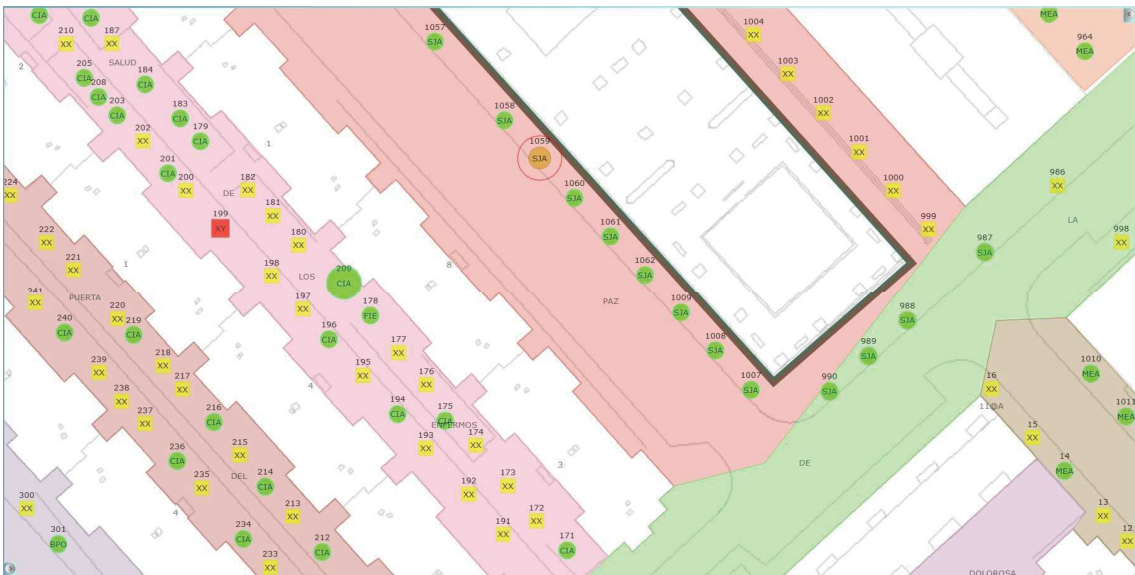 CIA
CIA
MEA
210
XX
187
XX
1057
SJA
1004
XX
964
MEA
2
SALUD
205
CIA
184
CIA
208
CIA
203
CIA
1003
XX
1058
SJA
1002
XX
183
CIA
179
CIA
202
XX
1
1059
SJA
1001
XX
201
CIA
200
XX
182
XX
DE
1060
SJA
1000
XX
986
XX
224
XX
199
XY
181
XX
999
XX
LA
222
XX
180
XX
1061
SJA
987
SJA
998
XX
221
XX
1
198
XX
LOS
209
CIA
8
1062
SJA
241
XX
PUERTA
197
XX
178
FIE
PAZ
1009
SJA
988
SJA
240
CIA
220
XX
219
CIA
196
CIA
177
XX
1008
SJA
989
SJA
239
XX
218
XX
217
XX
195
XX
176
XX
4
1007
SJA
990
SJA
16
XX
1010
MEA
238
XX
237
XX
216
CIA
194
CIA
175
CIA
ENFERMOS
1011
MEA
236
CIA
215
XX
193
XX
174
XX
15
XX
235
XX
DEL
214
CIA
192
XX
173
XX
3
DE
14
MEA
300
XX
4
213
XX
191
XX
172
XX
13
XX
301
BPO
234
CIA
212
CIA
171
CIA
12
XX
233
XX
DOLOROSA